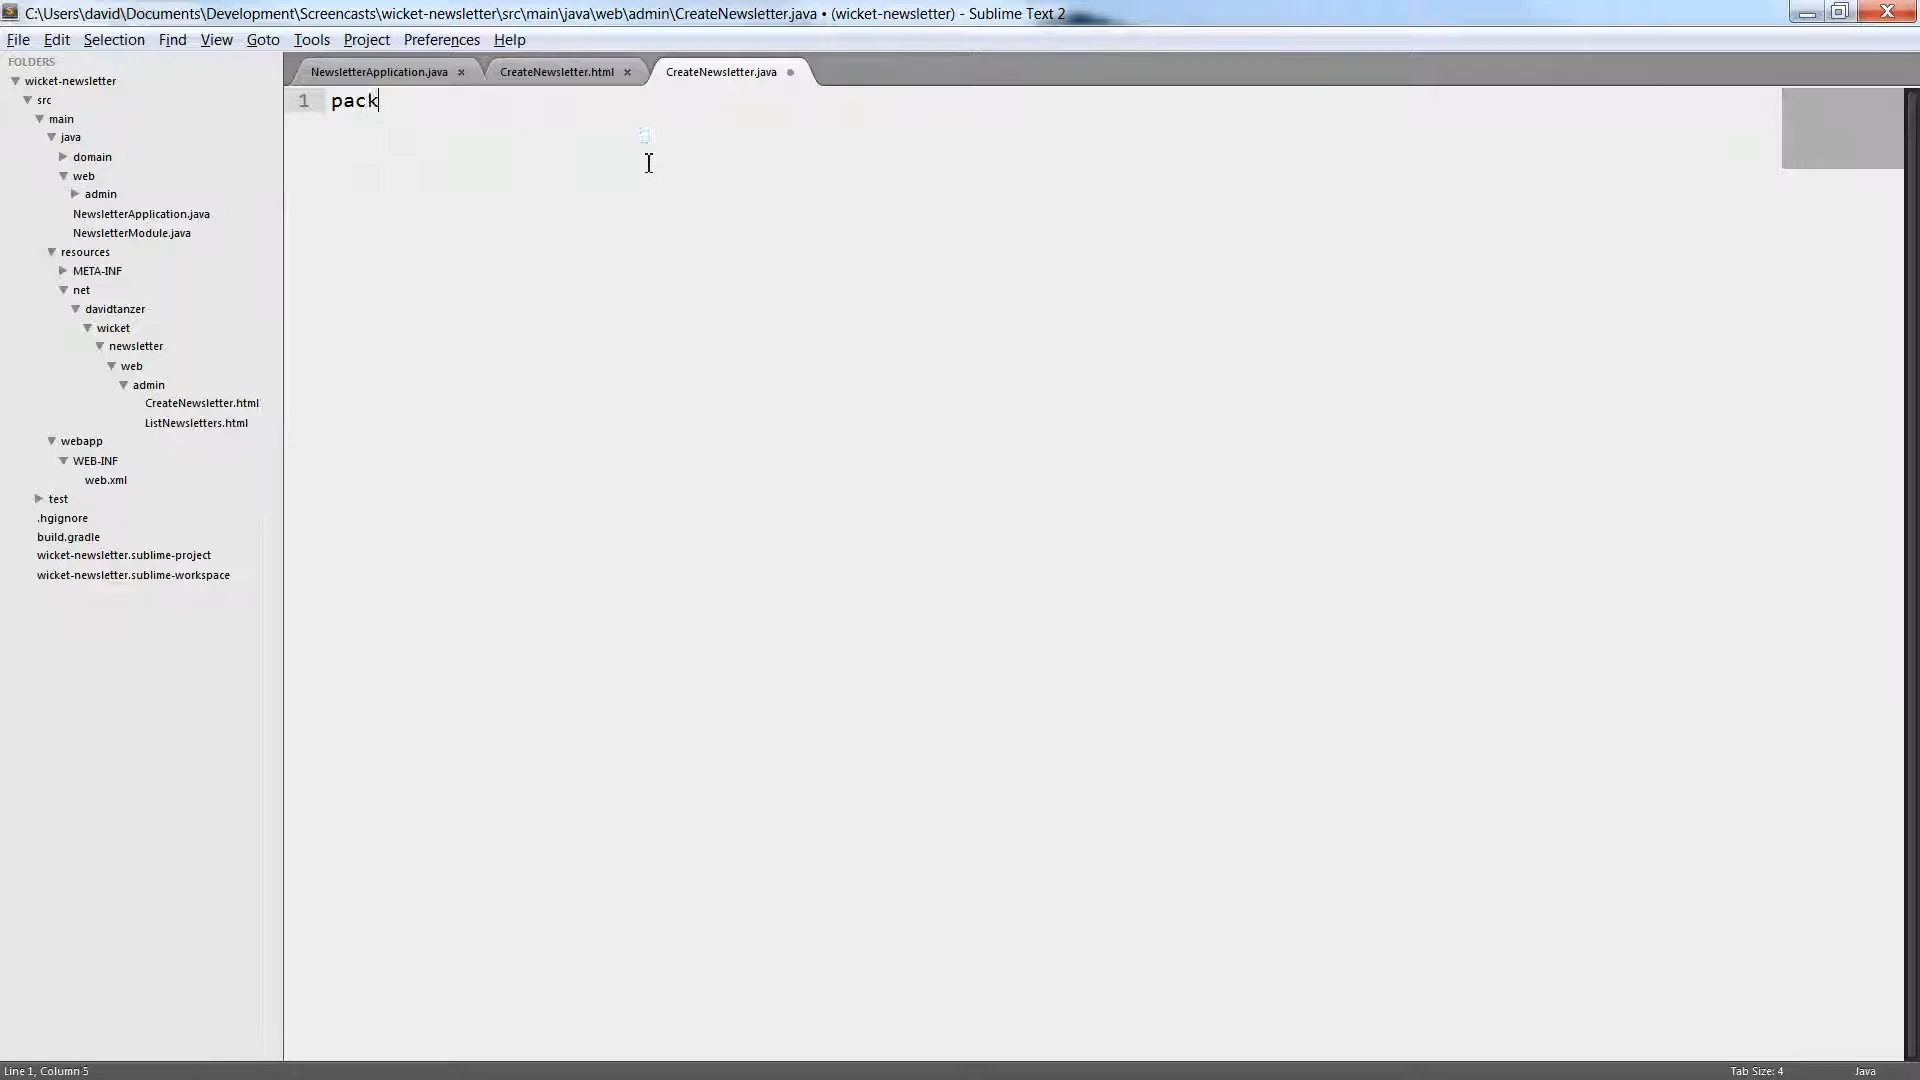 C:\Users\david\Documents\Development\Screencasts\wicket-newsletter\src\main\java\web\admin\CreateNewsletter.java • (wicket-newsletter) - Sublime Text 2
File Edit Selection Find View Goto Tools Project Preferences Help
FOLDERS
NewsletterApplication.java × CreateNewsletter.html × CreateNewsletter.java
wicket-newsletter
src
main
java
domain
web
admin
NewsletterApplication.java
NewsletterModule.java
resources
META-INF
net
davidtanzer
wicket
newsletter
web
admin
CreateNewsletter.html
ListNewsletters.html
webapp
WEB-INF
web.xml
test
.hgignore
build.gradle
wicket-newsletter.sublime-project
wicket-newsletter.sublime-workspace
1 pack
Line 1, Column 5
Tab Size: 4
Java